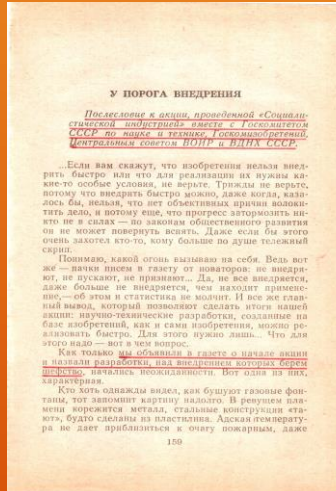 У ПОРОГА ВНЕДРЕНИЯ
Послесловие к акции, проведенной «Социали-
стической индустрией» вместе с Госкомитетом
СССР по науке и технике, Госкомизобретений,
Центральным советом ВОИР и ВДНХ СССР.
...Если вам скажут, что изобретения нельзя внед-
рить быстро или что для реализации их нужны ка-
кие-то особые условия, не верьте. Трижды не верьте,
потому что внедрить быстро можно, даже когда, каза-
лось бы, нельзя, что нет объективных причин волокитить
дело, и потому еще, что прогресс затормозить ни-
кто не в силах — по законам общественного развития
он не может повернуть вспять. Даже если бы этого
очень захотел кто-то, кому больше по душе тележный
скрип.
Понимаю, какой огонь вызываю на себя. Ведь вот
же — пачки писем в газету от новаторов: не внедря-
ют, не пускают, не признают... Да, не все внедряется,
даже больше не внедряется, чем находит примене-
ние,— об этом и статистика не молчит. И все же глав-
ный вывод, который позволяют сделать итоги нашей
акции: научно-технические разработки, созданные на
базе изобретений, как и сами изобретения, можно ре-
ализовать быстро. Для этого нужно лишь... Что для
этого надо — вот в чем вопрос.
Как только мы объявили в газете о начале акции
и назвали разработки, над внедрением которых берем
шефство, начались неожиданности. Вот одна из них,
характерная.
Кто хоть однажды видел, как бушуют газовые фон-
таны, тот запомнит картину надолго. В ревущем пла-
мени корежится металл, стальные конструкции «та-
ют», будто сделаны из пластилина. Адская температу-
ра не дает приблизиться к очагу пожарным, даже
159